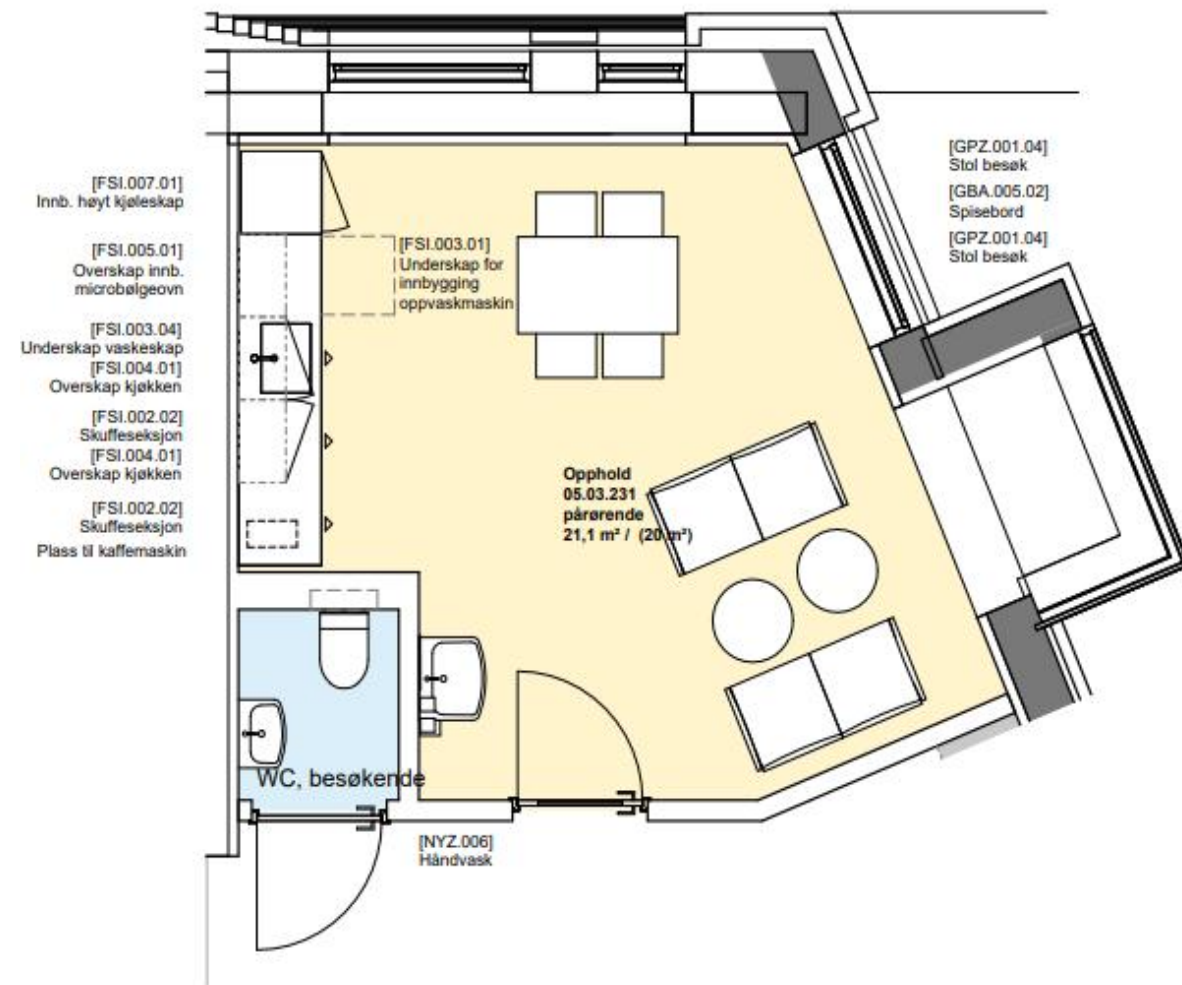 [FSI.007.01]
Innb. høyt kjøleskap
[FSI.005.01]
Overskap innb.
microbølgeovn
[FSI.003.04]
Underskap vaskeskap
[FSI.004.01]
Overskap kjøkken
[FSI.002.02]
Skuffeseksjon
[FSI.004.01]
Overskap kjøkken
[FSI.002.02]
Skuffeseksjon
Plass til kaffemaskin
[FSI.003.01]
Underskap for
innbygging
oppvaskmaskin
[GPZ.001.04]
Stol besøk
[GBA.005.02]
Spisebord
[GPZ.001.04]
Stol besøk
Opphold
05.03.231
pårørende
21,1 m² / (20 m²)
WC, besøkende
[NYZ.006]
Håndvask